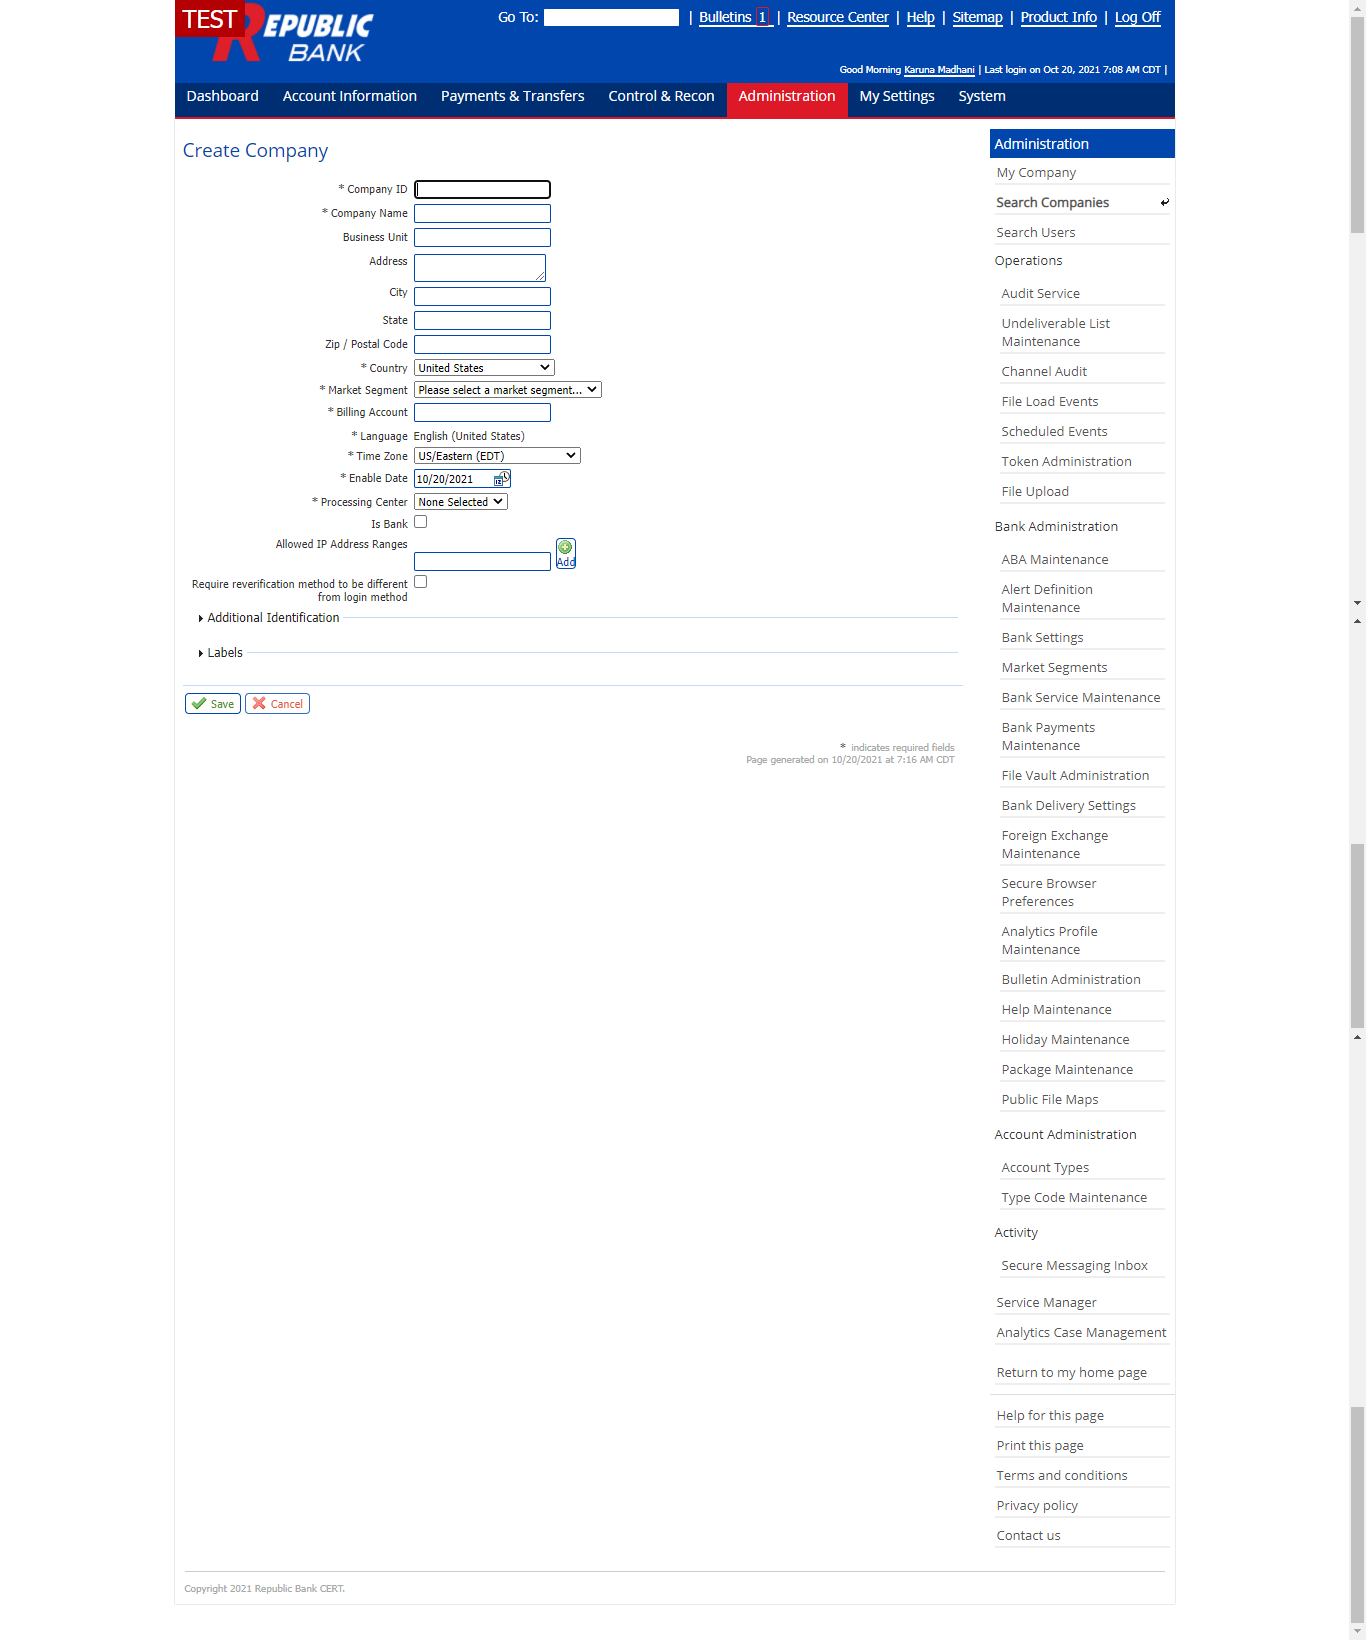 TEST
REPUBLIC
BANK
Go To: | Bulletins 1 | Resource Center | Help | Sitemap | Product Info | Log Off
Good Morning Karuna Madhani | Last login on Oct 20, 2021 7:08 AM CDT |
Dashboard Account Information Payments & Transfers Control & Recon Administration My Settings System
Create Company
* Company ID
* Company Name
Business Unit
Address
City
State
Zip / Postal Code
* Country United States
* Market Segment Please select a market segment...
* Billing Account
* Language English (United States)
* Time Zone US/Eastern (EDT)
* Enable Date 10/20/2021
* Processing Center None Selected
Is Bank
Allowed IP Address Ranges
Add
Require reverification method to be different
from login method
Additional Identification
Labels
Save Cancel
* indicates required fields
Page generated on 10/20/2021 at 7:16 AM CDT
Administration
My Company
Search Companies
Search Users
Operations
Audit Service
Undeliverable List
Maintenance
Channel Audit
File Load Events
Scheduled Events
Token Administration
File Upload
Bank Administration
ABA Maintenance
Alert Definition
Maintenance
Bank Settings
Market Segments
Bank Service Maintenance
Bank Payments
Maintenance
File Vault Administration
Bank Delivery Settings
Foreign Exchange
Maintenance
Secure Browser
Preferences
Analytics Profile
Maintenance
Bulletin Administration
Help Maintenance
Holiday Maintenance
Package Maintenance
Public File Maps
Account Administration
Account Types
Type Code Maintenance
Activity
Secure Messaging Inbox
Service Manager
Analytics Case Management
Return to my home page
Help for this page
Print this page
Terms and conditions
Privacy policy
Contact us
Copyright 2021 Republic Bank CERT.